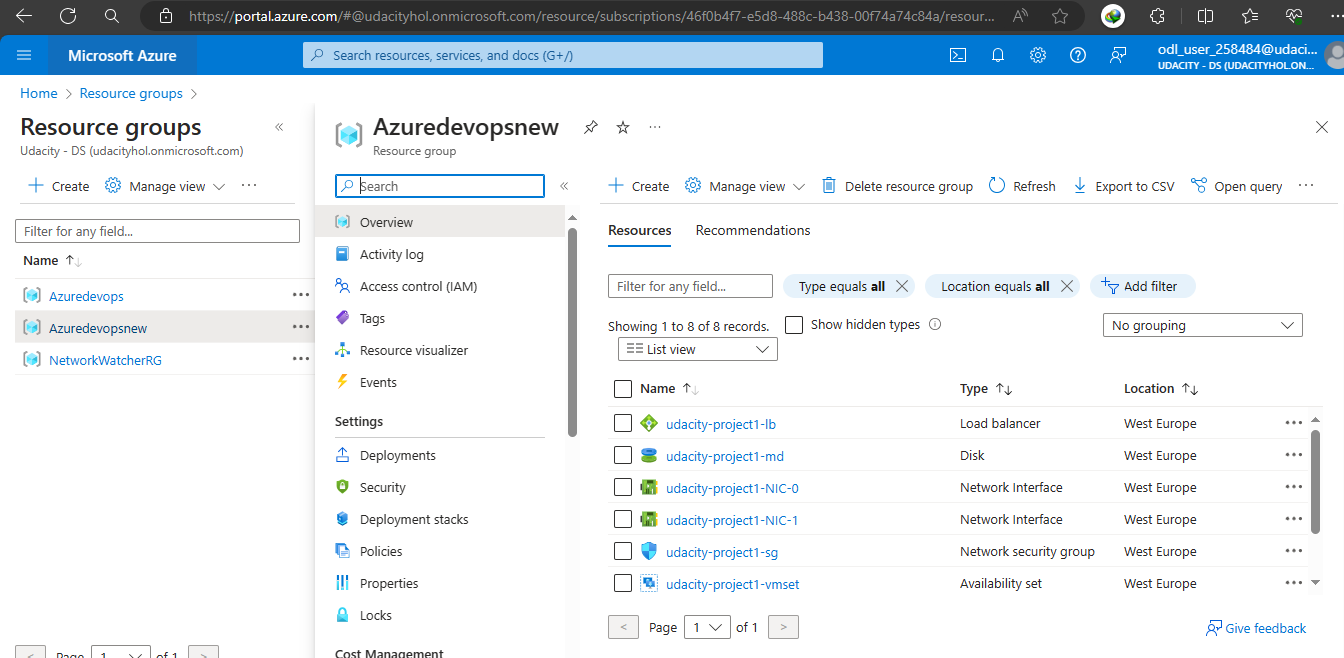 https://portal.azure.com/#@udacityhol.onmicrosoft.com/resource/subscriptions/46f0b4f7-e5d8-488c-b438-00f74a74c84a/resour...
Microsoft Azure
Search resources, services, and docs (G+/)
odl_user_258484@udaci...
UDACITY - DS (UDACITYHOL.ON...
Home > Resource groups >
Resource groups
Udacity - DS (udacityhol.onmicrosoft.com)
Create Manage view ...
Filter for any field...
Name
Azuredevops
Azuredevopsnew
NetworkWatcherRG
< Page 1 of 1 >
Azuredevopsnew
Resource group
Search
Overview
Activity log
Access control (IAM)
Tags
Resource visualizer
Events
Settings
Deployments
Security
Deployment stacks
Policies
Properties
Locks
Cost Management
Create Manage view Delete resource group Refresh Export to CSV Open query ...
Resources Recommendations
Filter for any field... Type equals all Location equals all Add filter
Showing 1 to 8 of 8 records. Show hidden types No grouping
List view
Name Type Location
udacity-project1-lb Load balancer West Europe
udacity-project1-md Disk West Europe
udacity-project1-NIC-0 Network Interface West Europe
udacity-project1-NIC-1 Network Interface West Europe
udacity-project1-sg Network security group West Europe
udacity-project1-vmset Availability set West Europe
< Page 1 of 1 > Give feedback